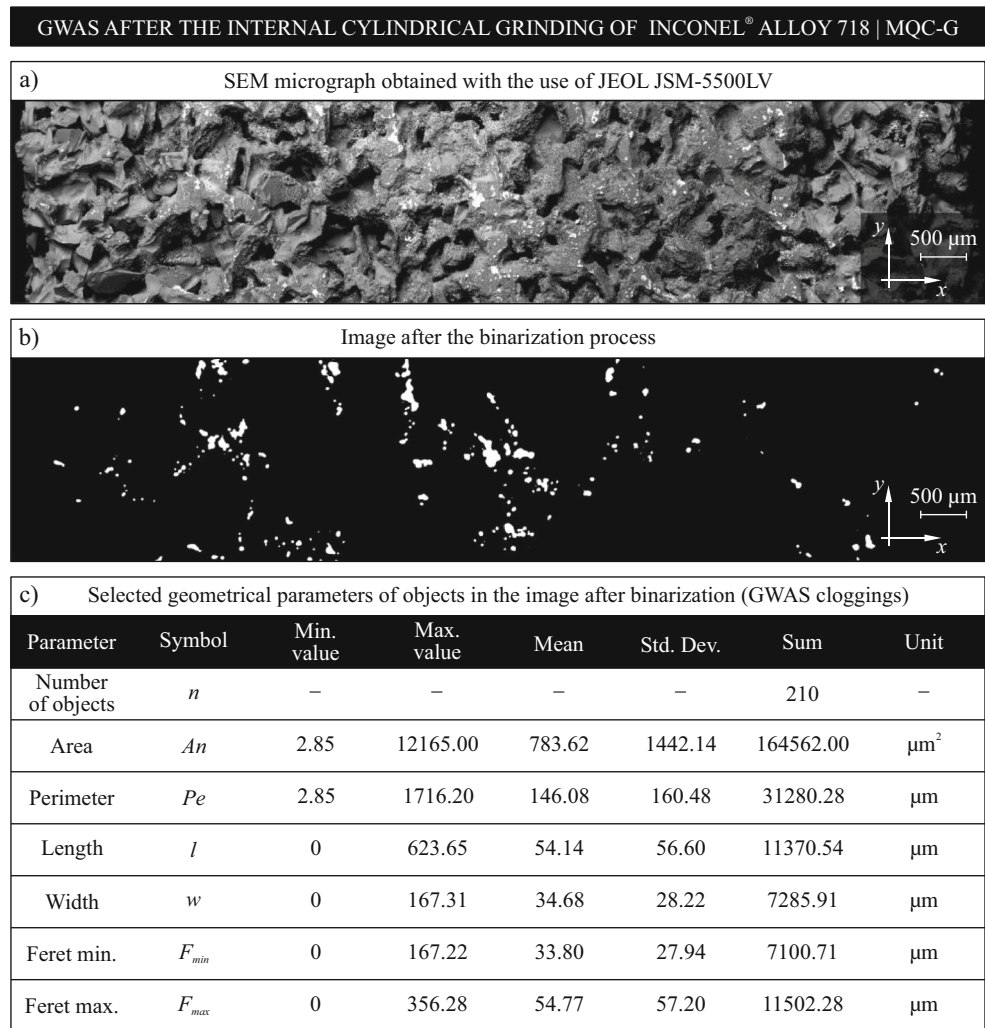 GWAS AFTER THE INTERNAL CYLINDRICAL GRINDING OF INCONEL® ALLOY 718 | MQC-G
a) SEM micrograph obtained with the use of JEOL JSM-5500LV
y 500 µm
x
b) Image after the binarization process
y 500 µm
x
c) Selected geometrical parameters of objects in the image after binarization (GWAS cloggings)
Parameter Symbol Min. value Max. value Mean Std. Dev. Sum Unit
Number of objects n – – – – 210 –
Area An 2.85 12165.00 783.62 1442.14 164562.00 µm²
Perimeter Pe 2.85 1716.20 146.08 160.48 31280.28 µm
Length l 0 623.65 54.14 56.60 11370.54 µm
Width w 0 167.31 34.68 28.22 7285.91 µm
Feret min. Fmin 0 167.22 33.80 27.94 7100.71 µm
Feret max. Fmax 0 356.28 54.77 57.20 11502.28 µm